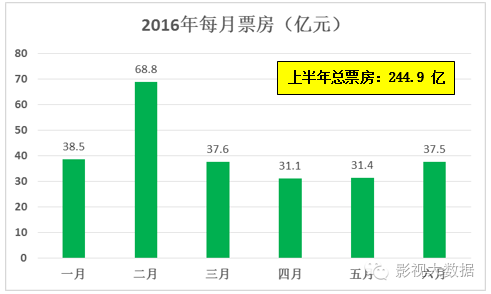 2016年每月票房（亿元）
上半年总票房：244.9 亿
80
70
60
50
40
30
20
10
0
38.5
68.8
37.6
31.1
31.4
37.5
一月
二月
三月
四月
五月
六月
影视大数据